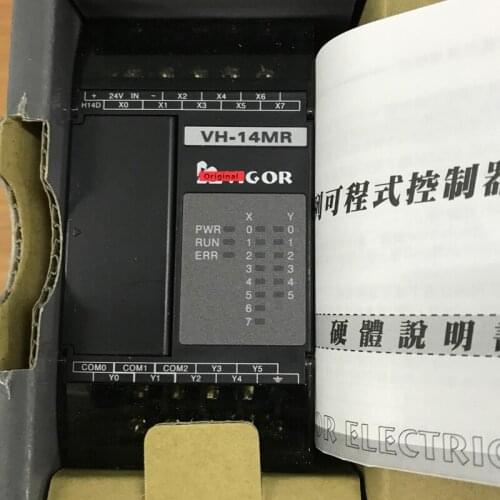 + 24V IN - X2 X4 X6
H14D X0 X1 X3 X5 X7
VH-14MR
Original
GOR
X Y
PWR 0 0
RUN 1 1
ERR 2 2
3 3
4 4
5 5
6
7
COM0 COM1 COM2 Y3 Y5
Y0 Y1 Y2 Y4
可程式控制器
硬體說明書
OR ELECTRIC